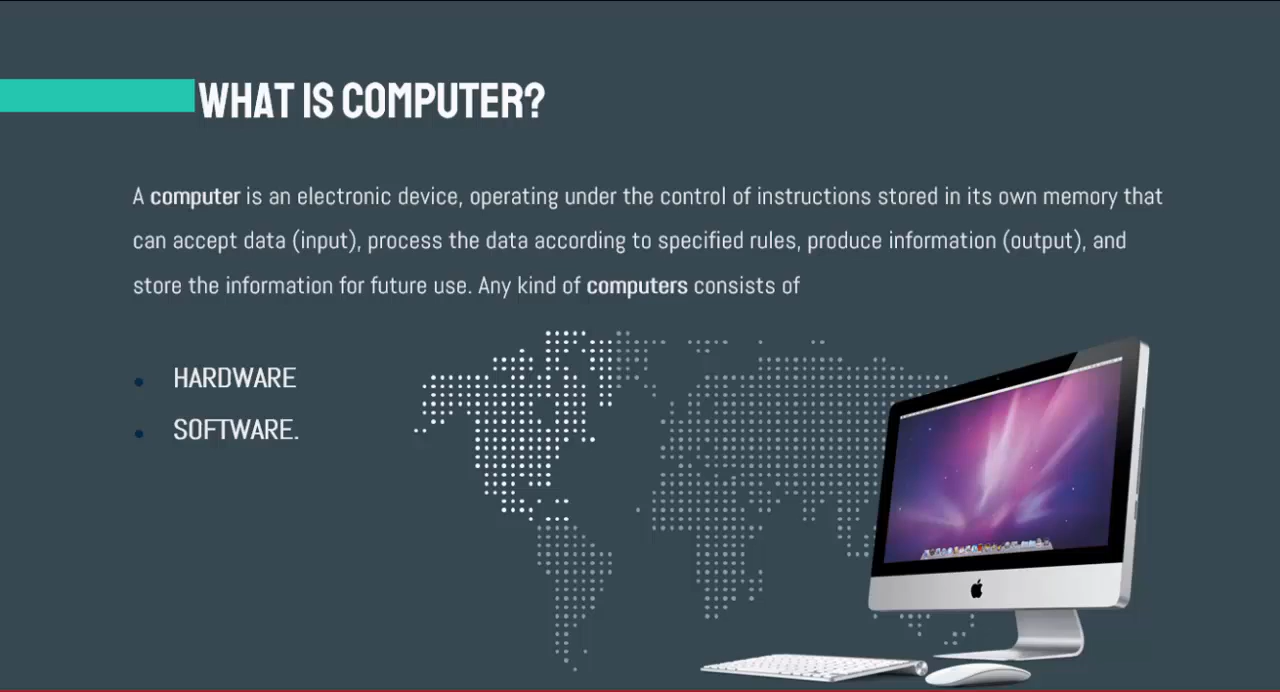 WHAT IS COMPUTER?
A computer is an electronic device, operating under the control of instructions stored in its own memory that
can accept data (input), process the data according to specified rules, produce information (output), and
store the information for future use. Any kind of computers consists of
• HARDWARE
• SOFTWARE.